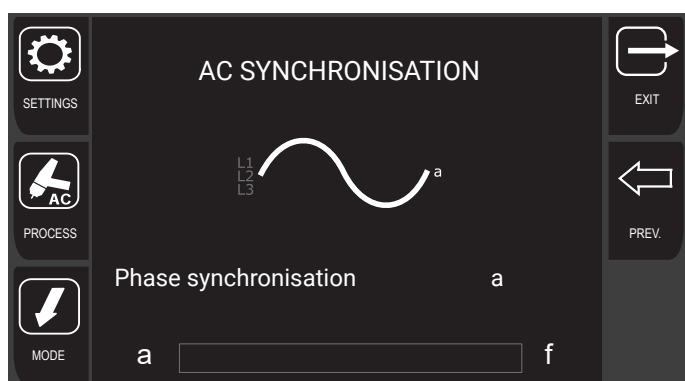 SETTINGS
AC SYNCHRONISATION
EXIT
L1
L2
L3
a
AC
PROCESS
PREV.
Phase synchronisation a
MODE
a f